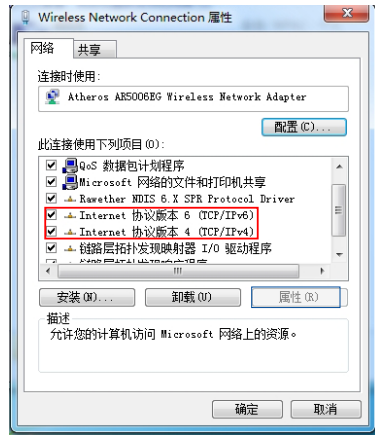 Wireless Network Connection 属性
网络
共享
连接时使用:
Atheros AR5006EG Wireless Network Adapter
配置(C)...
此连接使用下列项目(O):
QoS 数据包计划程序
Microsoft 网络的文件和打印机共享
Rawether NDIS 6.X SPR Protocol Driver
Internet 协议版本 6 (TCP/IPv6)
Internet 协议版本 4 (TCP/IPv4)
链路层拓扑发现映射器 I/O 驱动程序
安装(N)...
卸载(U)
属性(R)
描述
允许您的计算机访问 Microsoft 网络上的资源。
确定
取消